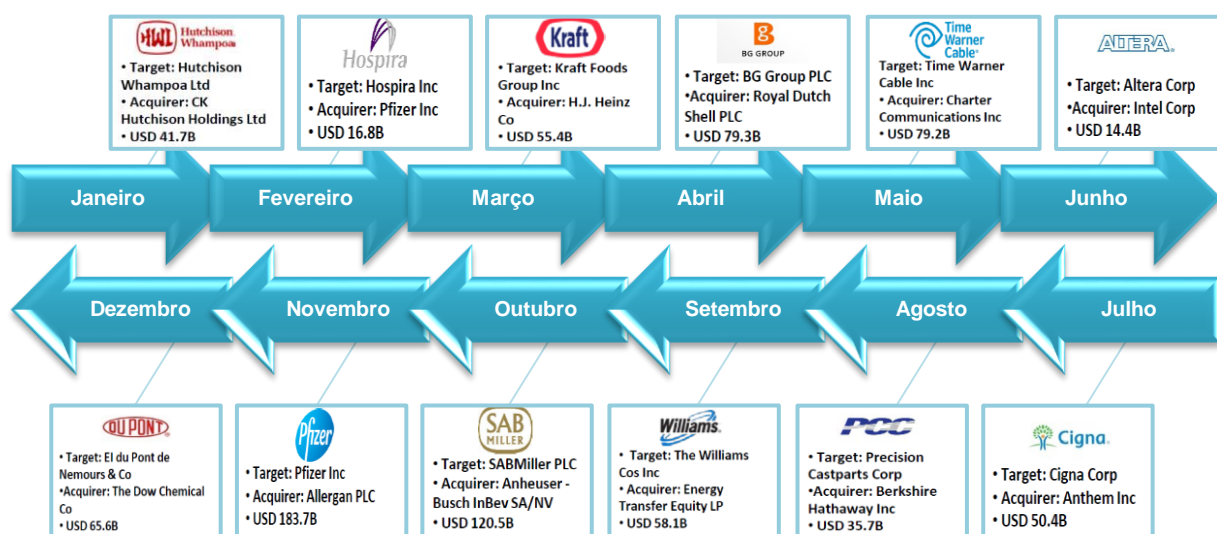 Hutchison
Whampoa
• Target: Hutchison
Whampoa Ltd
• Acquirer: CK
Hutchison Holdings Ltd
• USD 41.7B
Hospira
• Target: Hospira Inc
• Acquirer: Pfizer Inc
• USD 16.8B
Kraft
• Target: Kraft Foods
Group Inc
• Acquirer: H.J. Heinz
Co
• USD 55.4B
BG GROUP
• Target: BG Group PLC
•Acquirer: Royal Dutch
Shell PLC
• USD 79.3B
Time
Warner
Cable
Target: Time Warner
Cable Inc
• Acquirer: Charter
Communications Inc
• USD 79.2B
ALTERA.
• Target: Altera Corp
•Acquirer: Intel Corp
• USD 14.4B
Janeiro
Fevereiro
Março
Abril
Maio
Junho
Dezembro
Novembro
Outubro
Setembro
Agosto
Julho
DU PONT
• Target: EI du Pont de
Nemours & Co
•Acquirer: The Dow Chemical
Co
• USD 65.6B
Pfizer
• Target: Pfizer Inc
• Acquirer: Allergan PLC
• USD 183.7B
SAB
MILLER
• Target: SABMiller PLC
• Acquirer: Anheuser -
Busch InBev SA/NV
• USD 120.5B
Williams.
• Target: The Williams
Cos Inc
• Acquirer: Energy
Transfer Equity LP
• USD 58.1B
PCC
• Target: Precision
Castparts Corp
•Acquirer: Berkshire
Hathaway Inc
• USD 35.7B
Cigna.
• Target: Cigna Corp
• Acquirer: Anthem Inc
• USD 50.4B